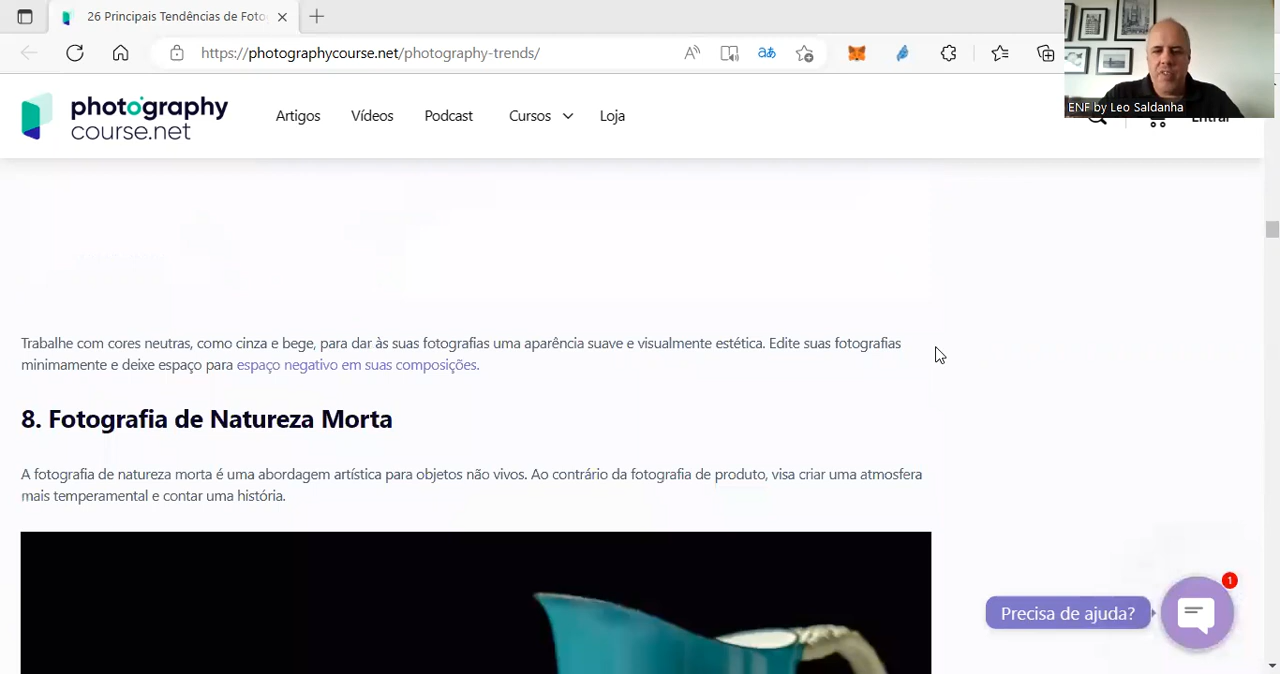 26 Principais Tendências de Foto
https://photographycourse.net/photography-trends/
ENF by Leo Saldanha
photography
course.net
Artigos
Vídeos
Podcast
Cursos
Loja
Entrar
Trabalhe com cores neutras, como cinza e bege, para dar às suas fotografias uma aparência suave e visualmente estética. Edite suas fotografias
minimamente e deixe espaço para espaço negativo em suas composições.
8. Fotografia de Natureza Morta
A fotografia de natureza morta é uma abordagem artística para objetos não vivos. Ao contrário da fotografia de produto, visa criar uma atmosfera
mais temperamental e contar uma história.
1
Precisa de ajuda?